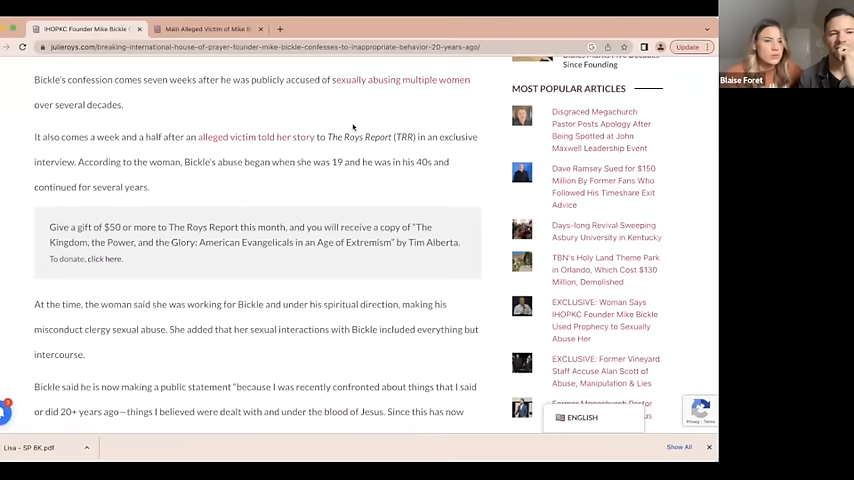 IHOPKC Founder Mike Bickle C
Main Alleged Victim of Mike B
julieroys.com/breaking-international-house-of-prayer-founder-mike-bickle-confesses-to-inappropriate-behavior-20-years-ago/
Update
Blaise Foret
Bickle's confession comes seven weeks after he was publicly accused of sexually abusing multiple women
over several decades.
It also comes a week and a half after an alleged victim told her story to The Roys Report (TRR) in an exclusive
interview. According to the woman, Bickle's abuse began when she was 19 and he was in his 40s and
continued for several years.
Give a gift of $50 or more to The Roys Report this month, and you will receive a copy of "The
Kingdom, the Power, and the Glory: American Evangelicals in an Age of Extremism" by Tim Alberta.
To donate, click here.
At the time, the woman said she was working for Bickle and under his spiritual direction, making his
misconduct clergy sexual abuse. She added that her sexual interactions with Bickle included everything but
intercourse.
Bickle said he is now making a public statement "because I was recently confronted about things that I said
or did 20+ years ago—things I believed were dealt with and under the blood of Jesus. Since this has now
Since Founding
MOST POPULAR ARTICLES
Disgraced Megachurch
Pastor Posts Apology After
Being Spotted at John
Maxwell Leadership Event
Dave Ramsey Sued for $150
Million By Former Fans Who
Followed His Timeshare Exit
Advice
Days-long Revival Sweeping
Asbury University in Kentucky
TBN's Holy Land Theme Park
in Orlando, Which Cost $130
Million, Demolished
EXCLUSIVE: Woman Says
IHOPKC Founder Mike Bickle
Used Prophecy to Sexually
Abuse Her
EXCLUSIVE: Former Vineyard
Staff Accuse Alan Scott of
Abuse, Manipulation & Lies
Former Megachurch Pastor
ENGLISH
Privacy - Terms
Lisa – SP 8K.pdf
Show All